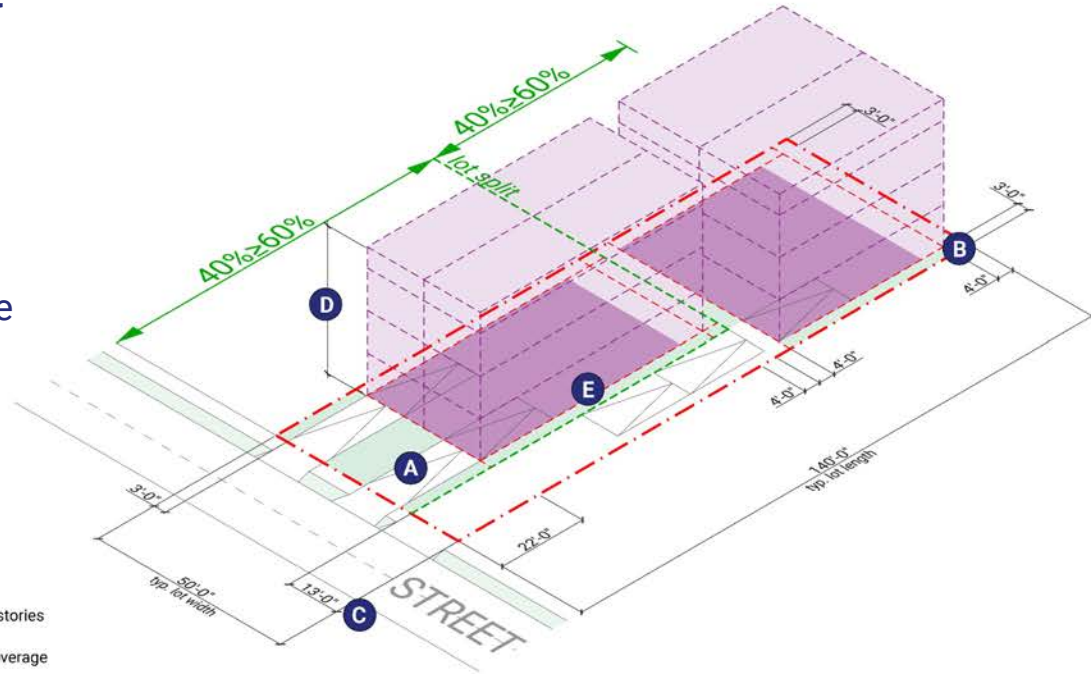 40%≥60%
3'-0"
lot split
3'-0"
40%≥60%
B
4'-0"
e
D
4'-0"
E
4'-0"
140'-0"
typ. lot length
A
3'-0"
22'-0"
50'-0"
typ. lot width
13'-0"
C
STREET
stories
verage